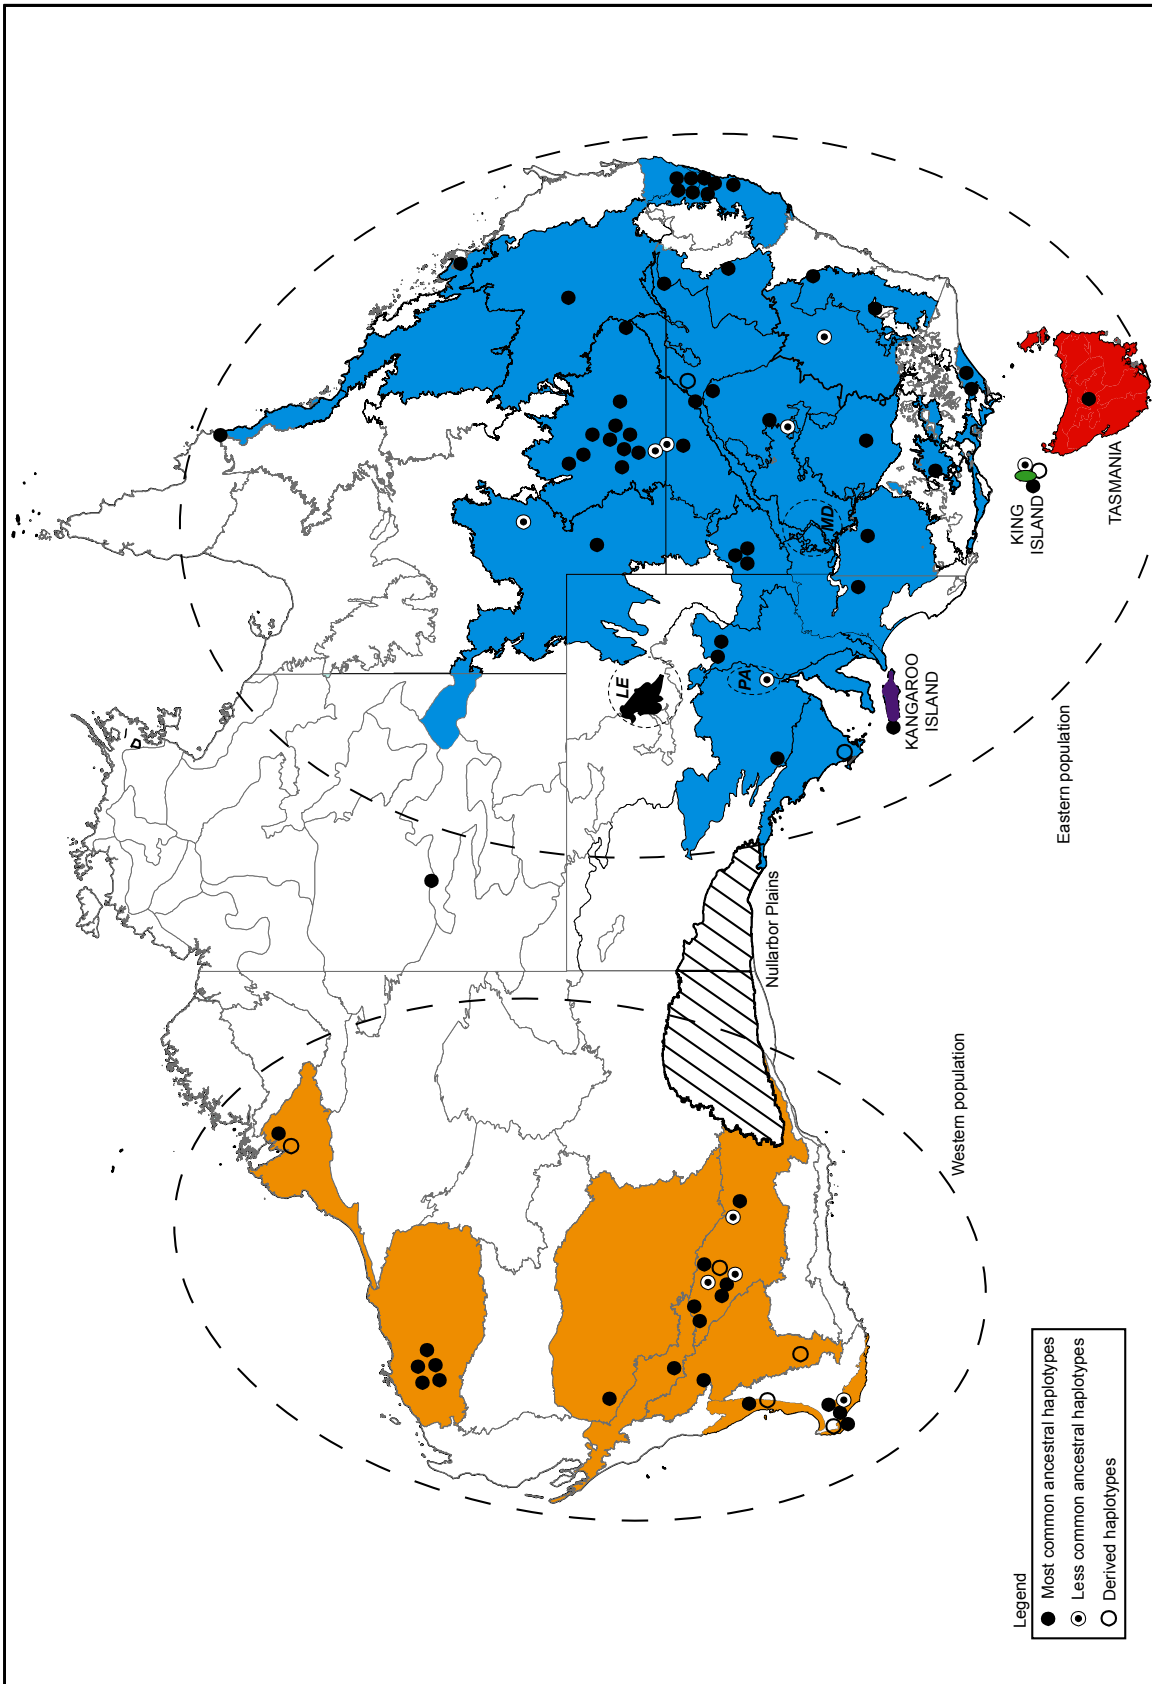 LE
PA
MD
Nullarbor Plains
KANGAROO
ISLAND
KING
ISLAND
TASMANIA
Western population
Eastern population
Legend
Most common ancestral haplotypes
Less common ancestral haplotypes
Derived haplotypes